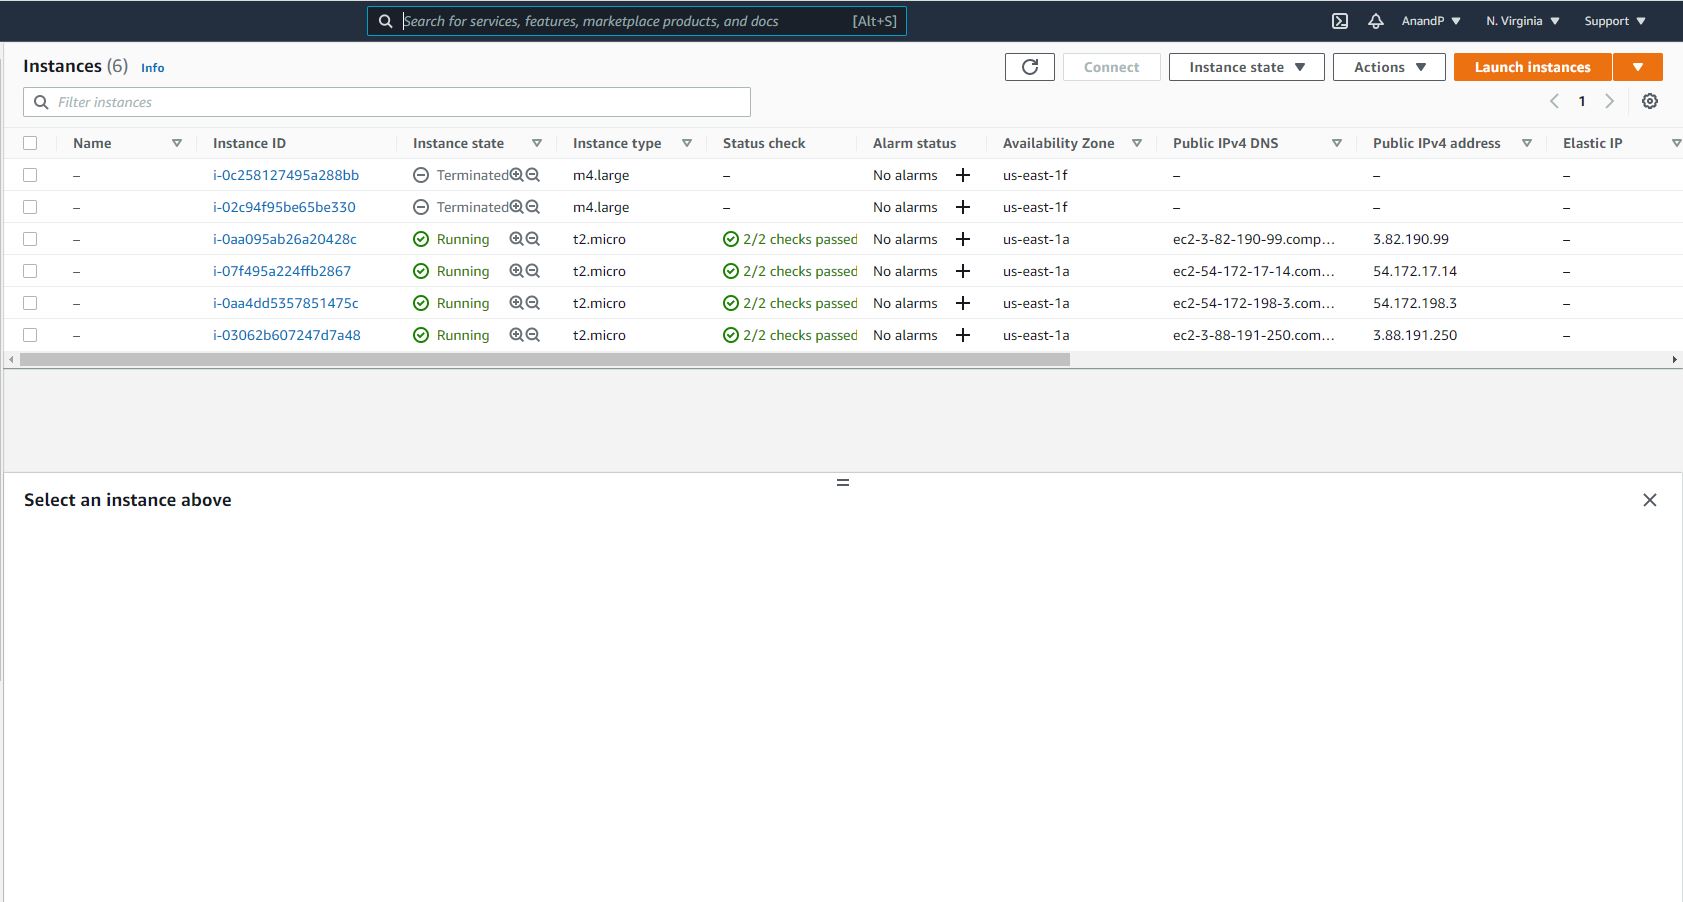 Search for services, features, marketplace products, and docs [Alt+S] AnandP N. Virginia Support
Instances (6) Info Connect Instance state Actions Launch instances
Filter instances 1
Name Instance ID Instance state Instance type Status check Alarm status Availability Zone Public IPv4 DNS Public IPv4 address Elastic IP
– i-0c258127495a288bb Terminated m4.large – No alarms + us-east-1f – – –
– i-02c94f95be65be330 Terminated m4.large – No alarms + us-east-1f – – –
– i-0aa095ab26a20428c Running t2.micro 2/2 checks passed No alarms + us-east-1a ec2-3-82-190-99.comp... 3.82.190.99 –
– i-07f495a224ffb2867 Running t2.micro 2/2 checks passed No alarms + us-east-1a ec2-54-172-17-14.com... 54.172.17.14 –
– i-0aa4dd5357851475c Running t2.micro 2/2 checks passed No alarms + us-east-1a ec2-54-172-198-3.com... 54.172.198.3 –
– i-03062b607247d7a48 Running t2.micro 2/2 checks passed No alarms + us-east-1a ec2-3-88-191-250.com... 3.88.191.250 –
Select an instance above